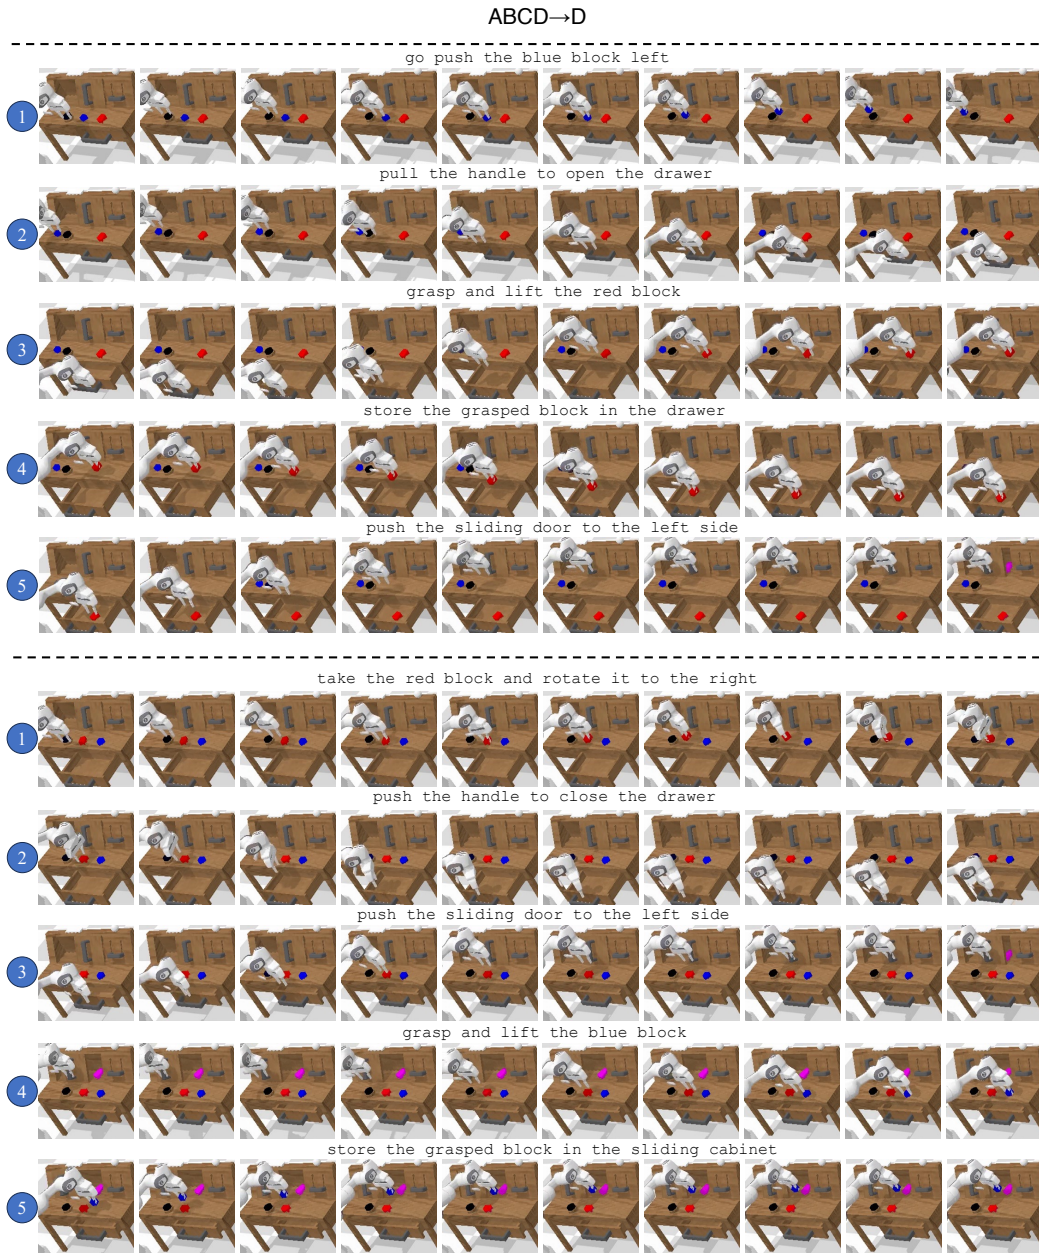 ABCD→D
go push the blue block left
1
pull the handle to open the drawer
2
grasp and lift the red block
3
store the grasped block in the drawer
4
push the sliding door to the left side
5
take the red block and rotate it to the right
1
push the handle to close the drawer
2
push the sliding door to the left side
3
grasp and lift the blue block
4
store the grasped block in the sliding cabinet
5